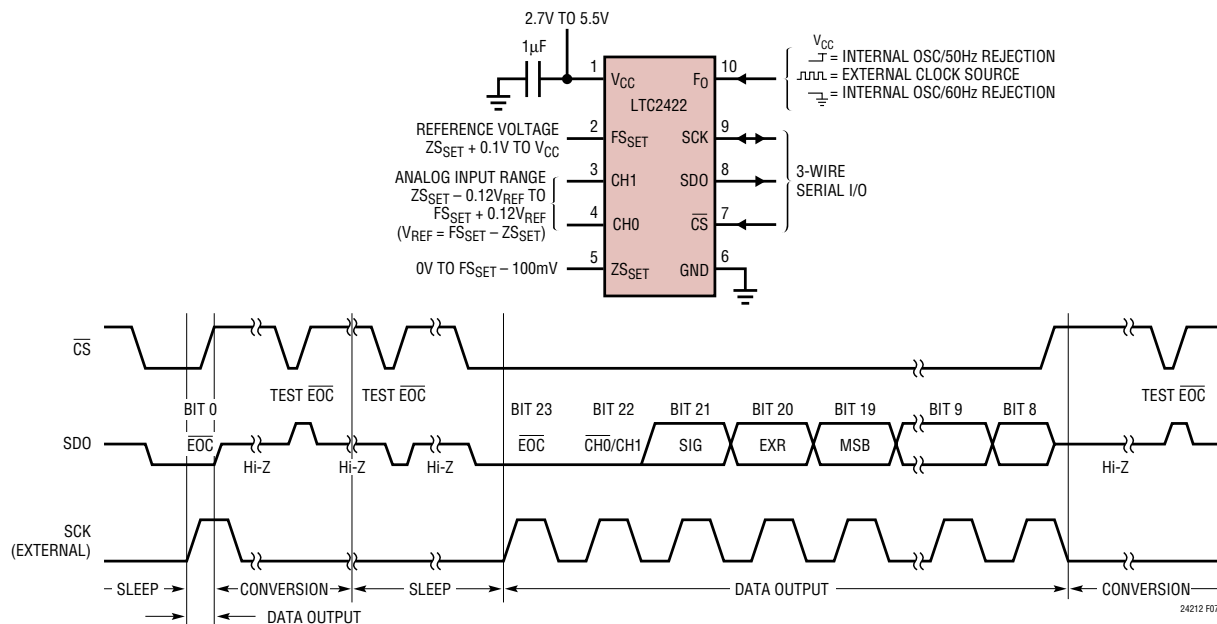 2.7V TO 5.5V
1µF
VCC
= INTERNAL OSC/50Hz REJECTION
= EXTERNAL CLOCK SOURCE
= INTERNAL OSC/60Hz REJECTION
1
VCC
FO
10
LTC2422
REFERENCE VOLTAGE
ZSSET + 0.1V TO VCC
2
FSSET
SCK
9
ANALOG INPUT RANGE
ZSSET – 0.12VREF TO
FSSET + 0.12VREF
(VREF = FSSET – ZSSET)
3
CH1
SDO
8
3-WIRE
SERIAL I/O
4
CH0
CS
7
0V TO FSSET – 100mV
5
ZSSET
GND
6
CS
TEST EOC
TEST EOC
TEST EOC
BIT 0
BIT 23
BIT 22
BIT 21
BIT 20
BIT 19
BIT 9
BIT 8
SDO
EOC
EOC
CH0/CH1
SIG
EXR
MSB
Hi-Z
Hi-Z
Hi-Z
Hi-Z
SCK
(EXTERNAL)
SLEEP
CONVERSION
SLEEP
DATA OUTPUT
CONVERSION
DATA OUTPUT
24212 F07